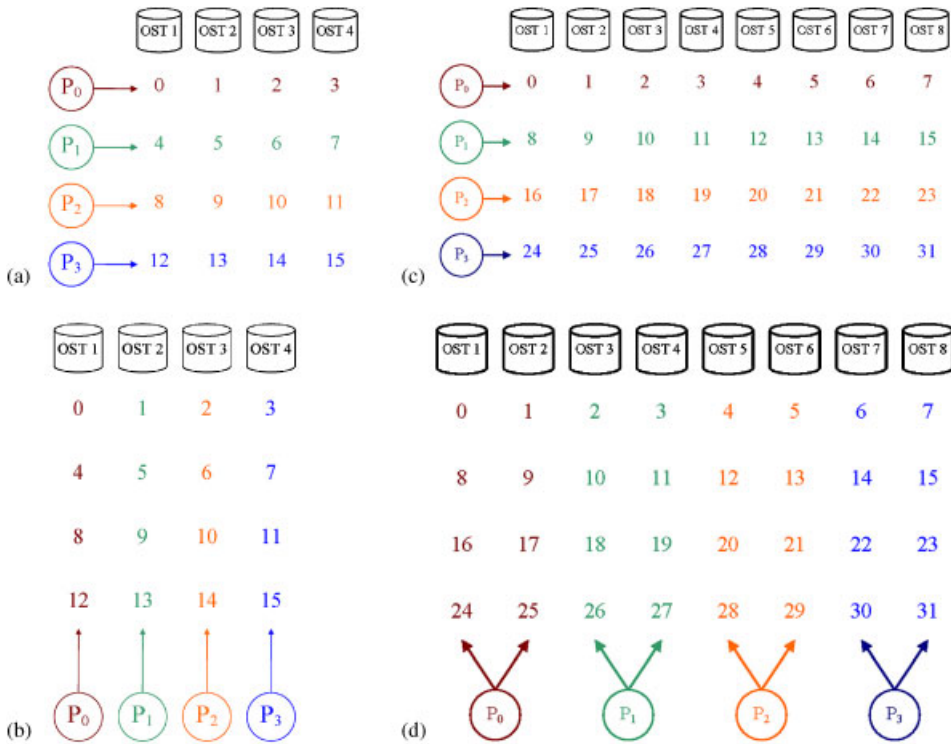 OST 1 OST 2 OST 3 OST 4
P0 0 1 2 3
P1 4 5 6 7
P2 8 9 10 11
P3 12 13 14 15
(a)
OST 1 OST 2 OST 3 OST 4
0 1 2 3
4 5 6 7
8 9 10 11
12 13 14 15
P0 P1 P2 P3
(b)
OST 1 OST 2 OST 3 OST 4 OST 5 OST 6 OST 7 OST 8
P0 0 1 2 3 4 5 6 7
P1 8 9 10 11 12 13 14 15
P2 16 17 18 19 20 21 22 23
P3 24 25 26 27 28 29 30 31
(c)
OST 1 OST 2 OST 3 OST 4 OST 5 OST 6 OST 7 OST 8
0 1 2 3 4 5 6 7
8 9 10 11 12 13 14 15
16 17 18 19 20 21 22 23
24 25 26 27 28 29 30 31
P0 P1 P2 P3
(d)